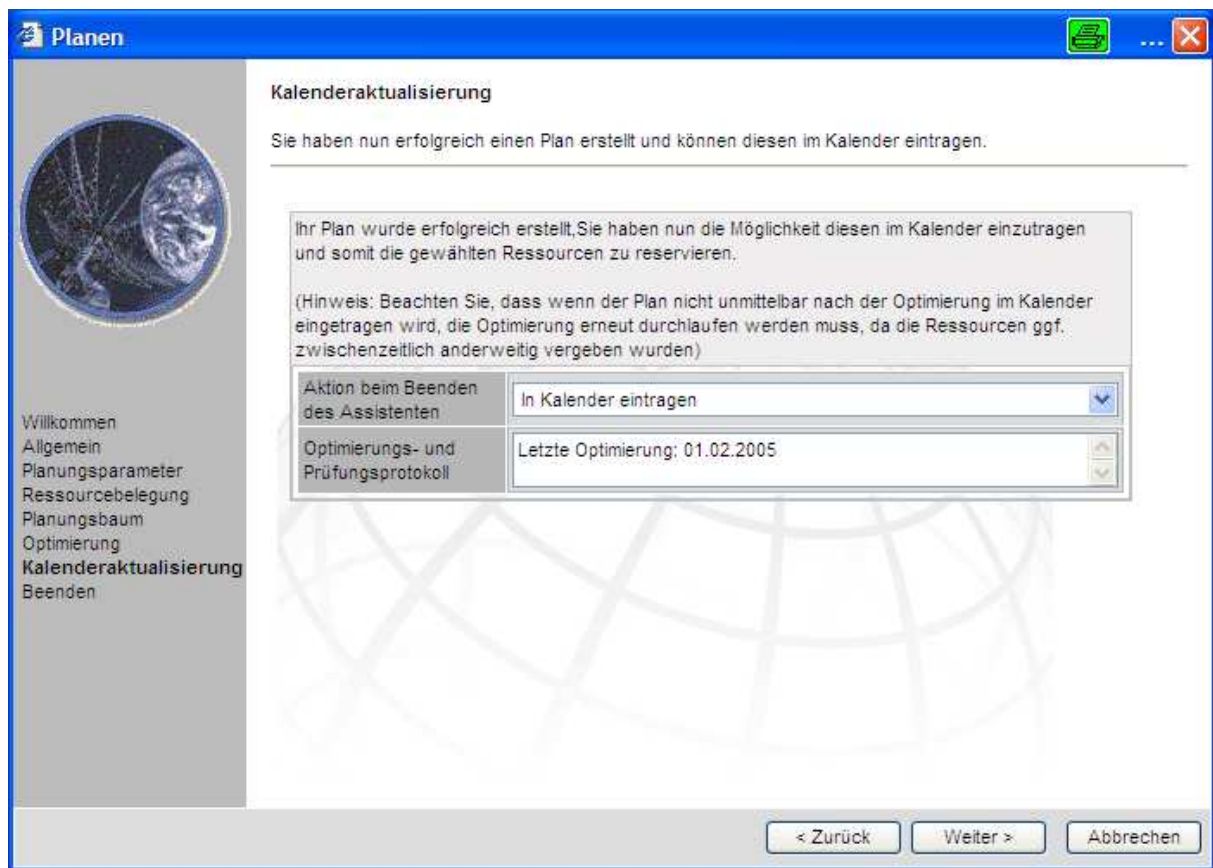 Planen
...
Kalenderaktualisierung
Sie haben nun erfolgreich einen Plan erstellt und können diesen im Kalender eintragen.
Ihr Plan wurde erfolgreich erstellt,Sie haben nun die Möglichkeit diesen im Kalender einzutragen
und somit die gewählten Ressourcen zu reservieren.
(Hinweis: Beachten Sie, dass wenn der Plan nicht unmittelbar nach der Optimierung im Kalender
eingetragen wird, die Optimierung erneut durchlaufen werden muss, da die Ressourcen ggf.
zwischenzeitlich anderweitig vergeben wurden)
Aktion beim Beenden
des Assistenten
In Kalender eintragen
Optimierungs- und
Prüfungsprotokoll
Letzte Optimierung: 01.02.2005
Willkommen
Allgemein
Planungsparameter
Ressourcebelegung
Planungsbaum
Optimierung
Kalenderaktualisierung
Beenden
< Zurück
Weiter >
Abbrechen